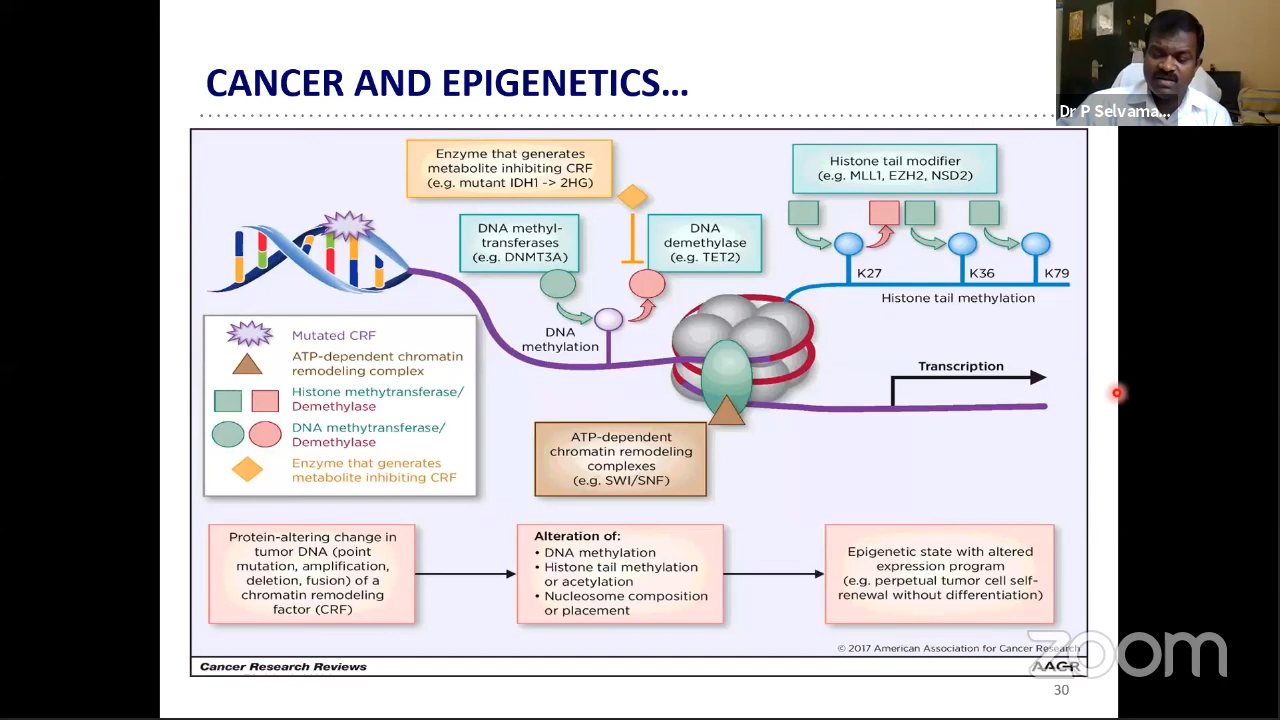 CANCER AND EPIGENETICS...
Dr P Selvama...
Enzyme that generates
metabolite inhibiting CRF
(e.g. mutant IDH1 -> 2HG)
Histone tail modifier
(e.g. MLL1, EZH2, NSD2)
DNA methyl-
transferases
(e.g. DNMT3A)
DNA
demethylase
(e.g. TET2)
K27
K36
K79
Histone tail methylation
DNA
methylation
Transcription
Mutated CRF
ATP-dependent chromatin
remodeling complex
Histone methytransferase/
Demethylase
DNA methytransferase/
Demethylase
Enzyme that generates
metabolite inhibiting CRF
ATP-dependent
chromatin remodeling
complexes
(e.g. SWI/SNF)
Protein-altering change in
tumor DNA (point
mutation, amplification,
deletion, fusion) of a
chromatin remodeling
factor (CRF)
Alteration of:
• DNA methylation
• Histone tail methylation
or acetylation
• Nucleosome composition
or placement
Epigenetic state with altered
expression program
(e.g. perpetual tumor cell self-
renewal without differentiation)
© 2017 American Association for Cancer Research
Cancer Research Reviews
AACR
zoom
30